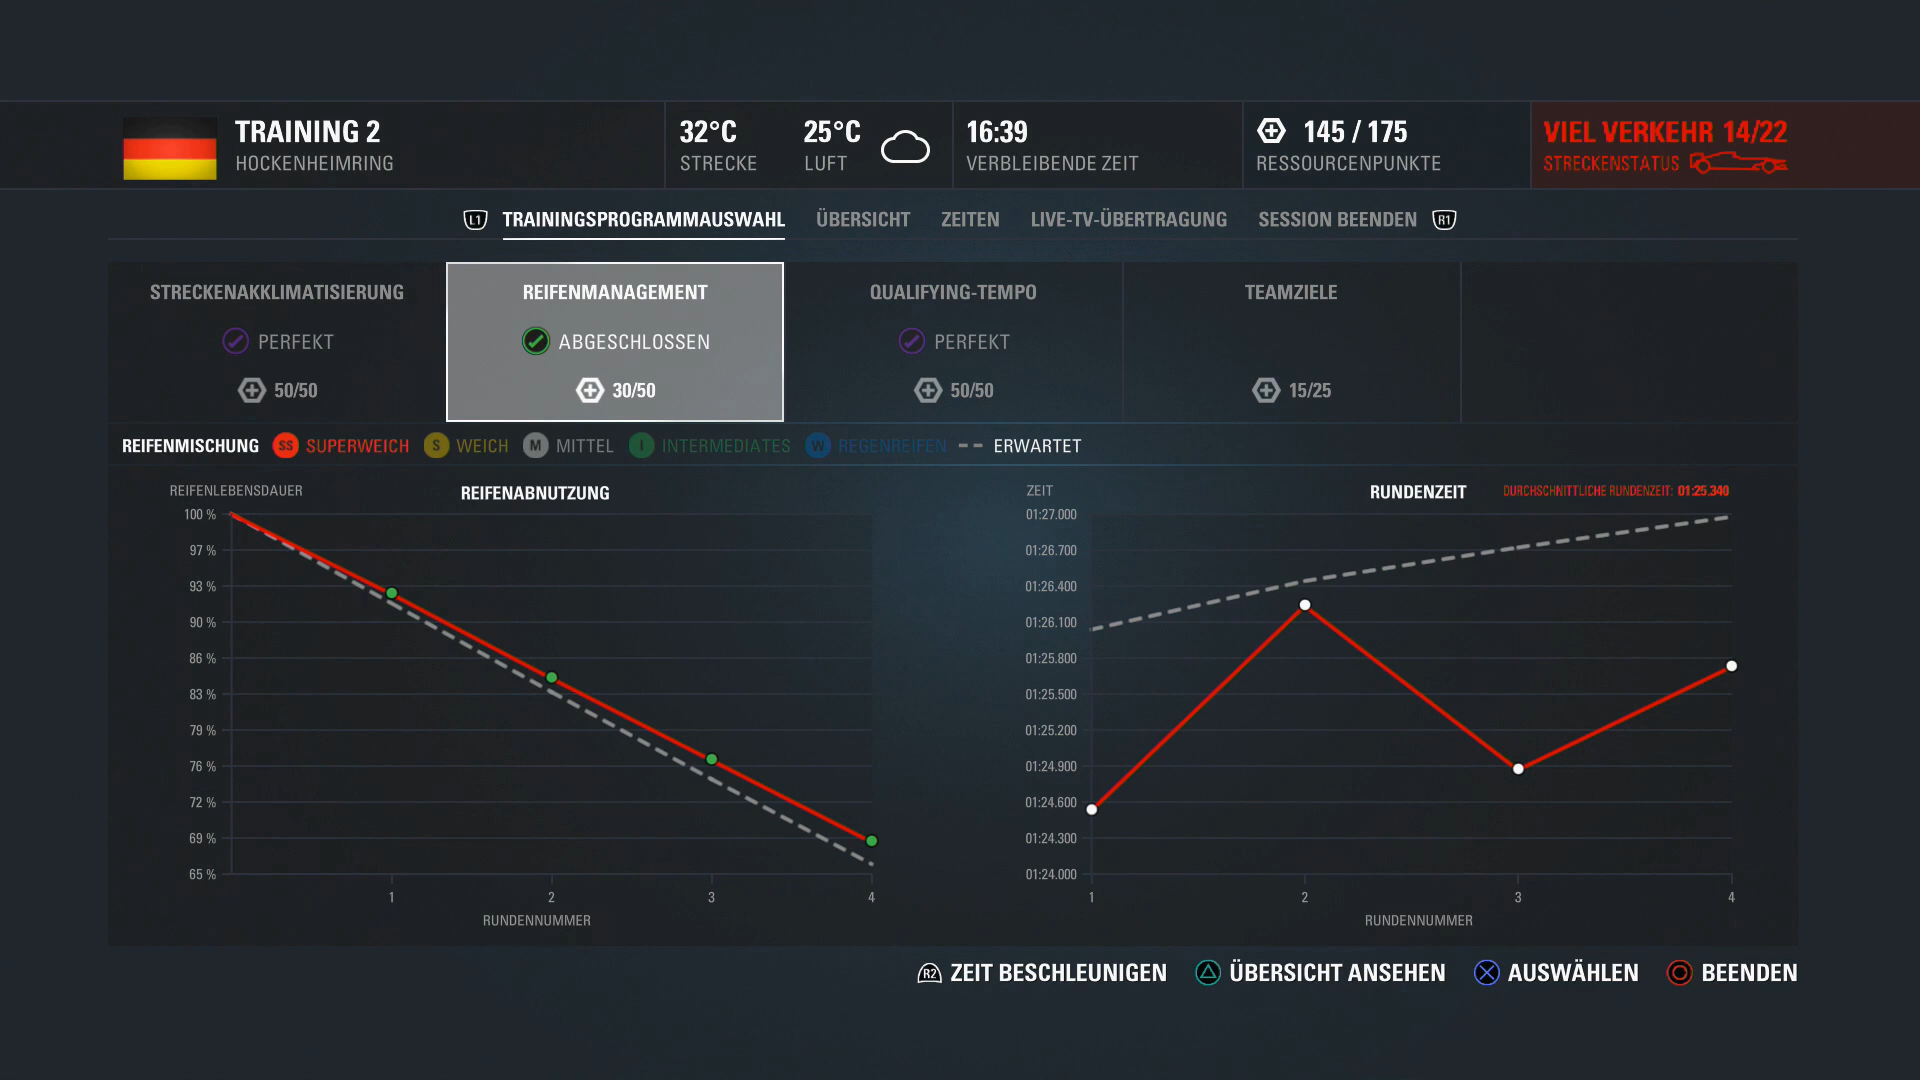 TRAINING 2
HOCKENHEIMRING
32°C
STRECKE
25°C
LUFT
16:39
VERBLEIBENDE ZEIT
145 / 175
RESSOURCENPUNKTE
VIEL VERKEHR 14/22
STRECKENSTATUS
L1 TRAININGSPROGRAMMAUSWAHL ÜBERSICHT ZEITEN LIVE-TV-ÜBERTRAGUNG SESSION BEENDEN R1
STRECKENAKKLIMATISIERUNG
PERFEKT
50/50
REIFENMANAGEMENT
ABGESCHLOSSEN
30/50
QUALIFYING-TEMPO
PERFEKT
50/50
TEAMZIELE
15/25
REIFENMISCHUNG SS SUPERWEICH S WEICH M MITTEL I INTERMEDIATES W REGENREIFEN ERWARTET
REIFENLEBENSDAUER
REIFENABNUTZUNG
100 %
97 %
93 %
90 %
86 %
83 %
79 %
76 %
72 %
69 %
65 %
1 2 3 4
RUNDENNUMMER
ZEIT
RUNDENZEIT
DURCHSCHNITTLICHE RUNDENZEIT: 01:25.340
01:27.000
01:26.700
01:26.400
01:26.100
01:25.800
01:25.500
01:25.200
01:24.900
01:24.600
01:24.300
01:24.000
1 2 3 4
RUNDENNUMMER
R2 ZEIT BESCHLEUNIGEN ÜBERSICHT ANSEHEN AUSWÄHLEN BEENDEN